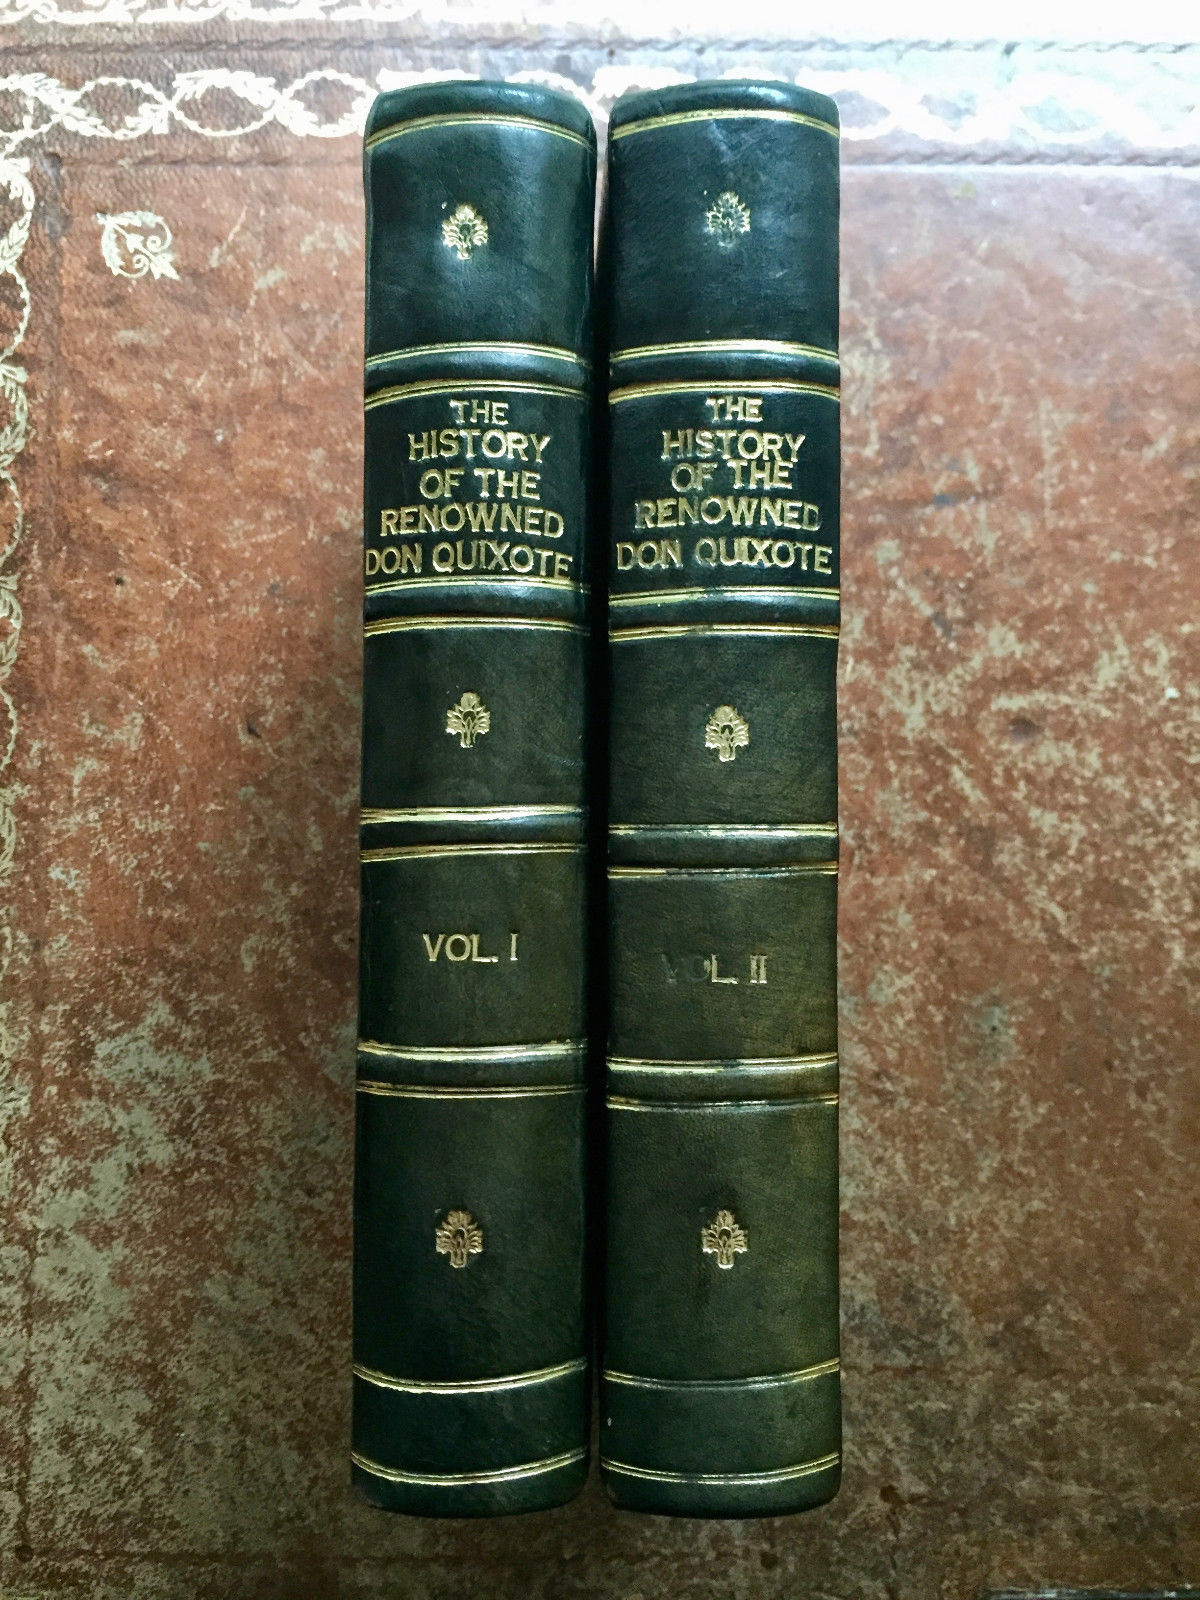 THE
HISTORY
OF THE
RENOWNED
DON QUIXOTE
VOL. I
THE
HISTORY
OF THE
RENOWNED
DON QUIXOTE
VOL. II